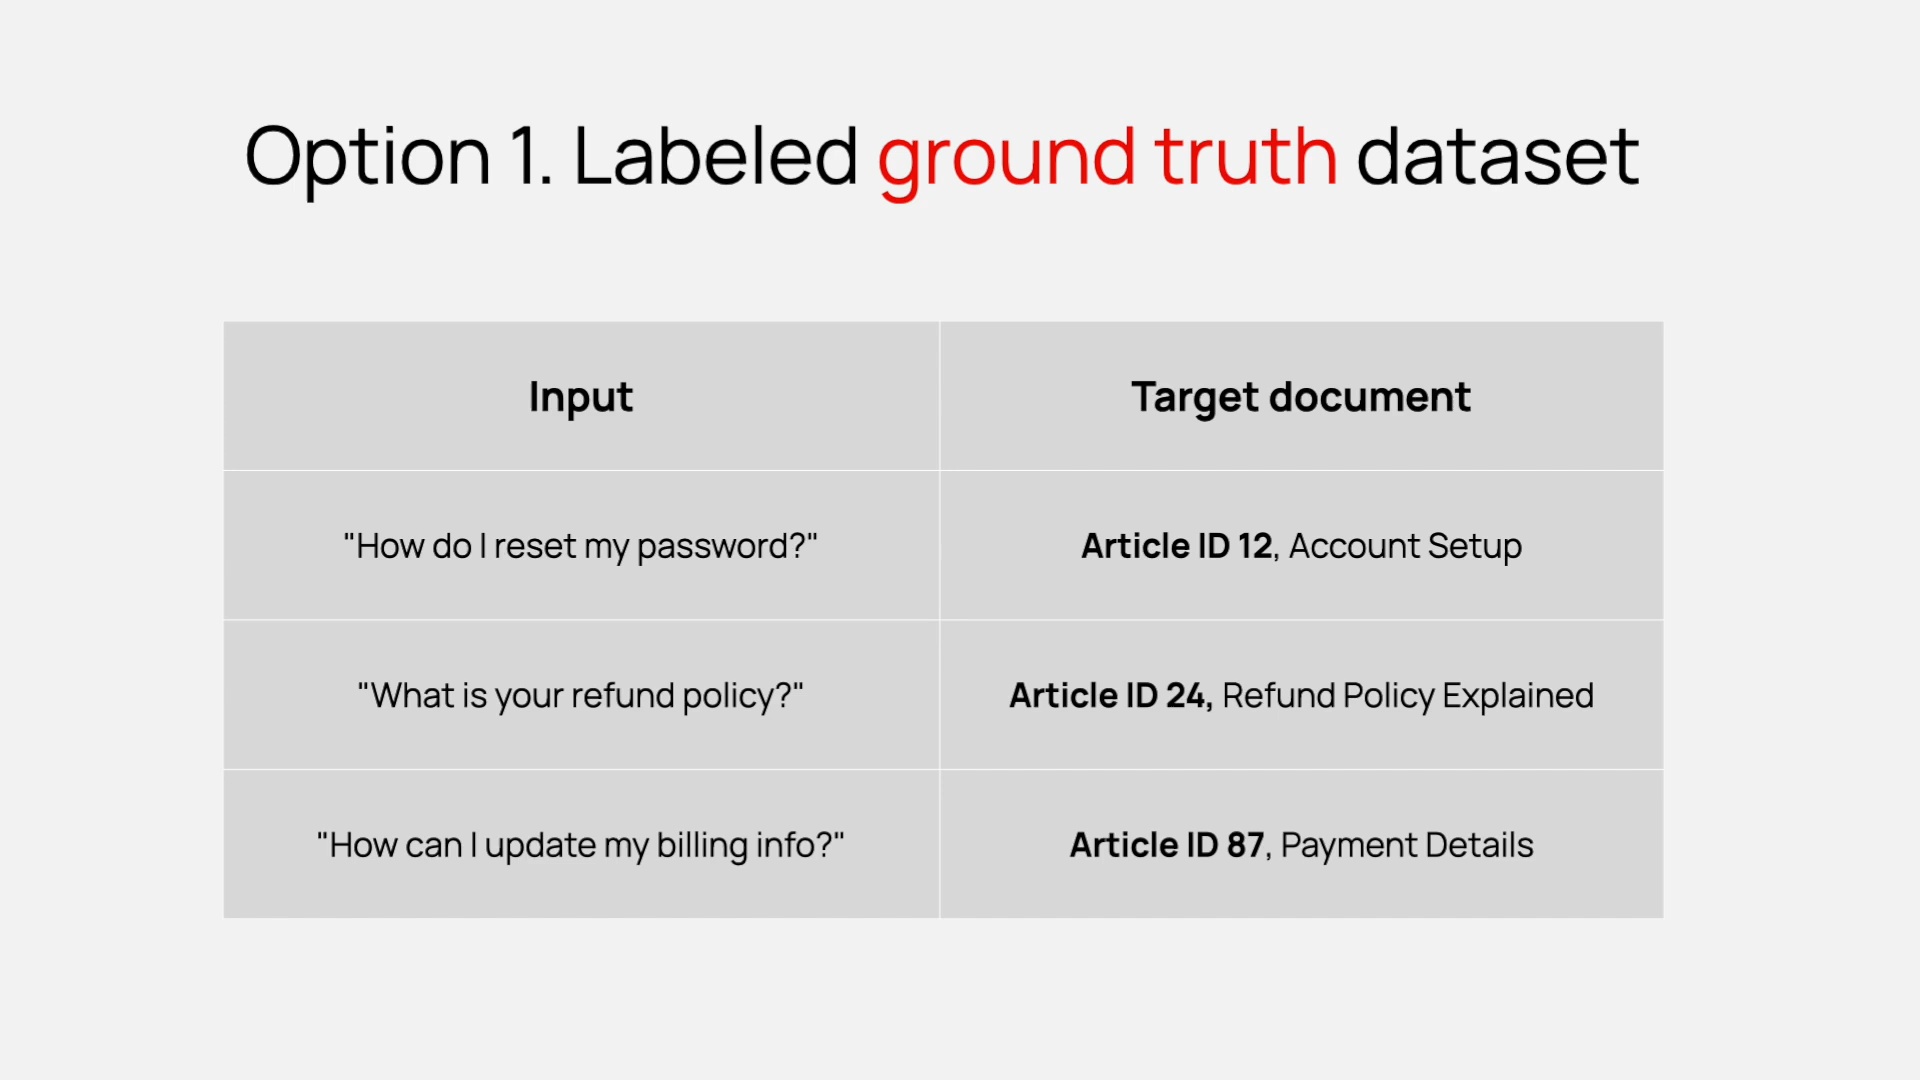 Option 1. Labeled ground truth dataset
Input
Target document
"How do I reset my password?"
Article ID 12, Account Setup
"What is your refund policy?"
Article ID 24, Refund Policy Explained
"How can I update my billing info?"
Article ID 87, Payment Details